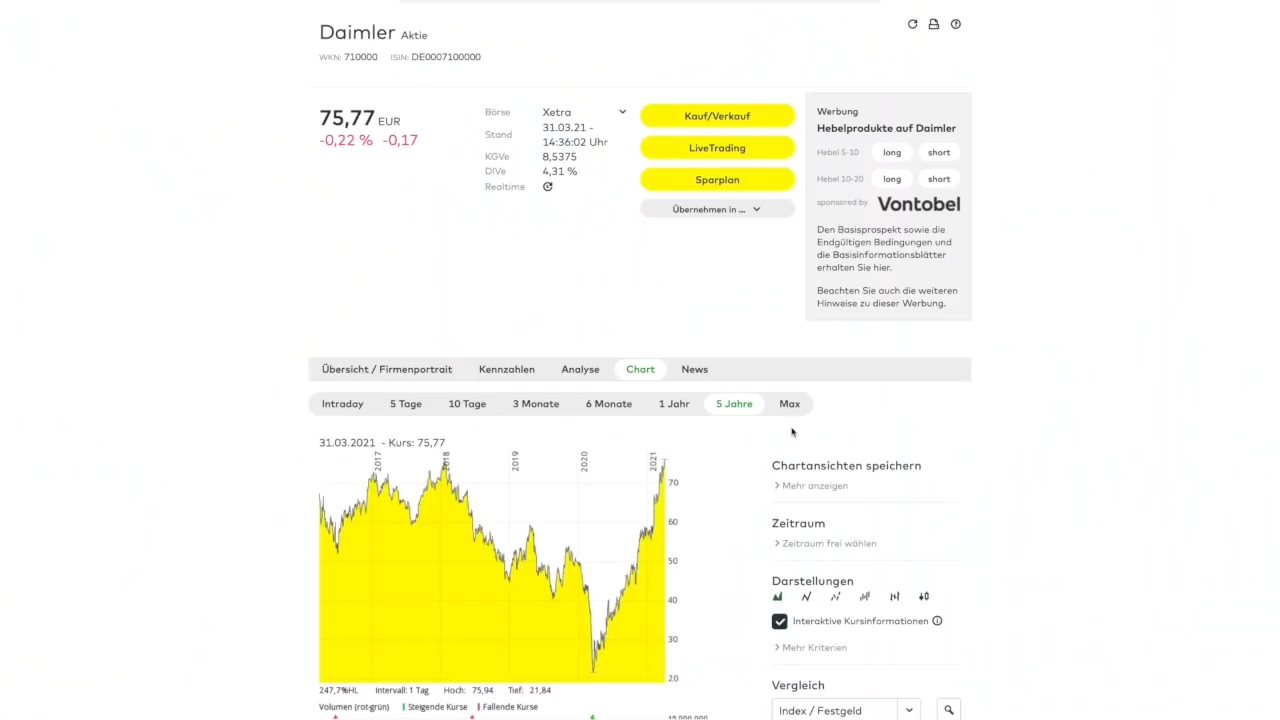 Daimler Aktie
WKN: 710000 ISIN: DE0007100000
75,77 EUR
-0,22 % -0,17
Börse Xetra
Stand 31.03.21 -
14:36:02 Uhr
KGVe 8,5375
DIVe 4,31 %
Realtime
Kauf/Verkauf
LiveTrading
Sparplan
Übernehmen in ...
Werbung
Hebelprodukte auf Daimler
Hebel 5-10 long short
Hebel 10-20 long short
sponsored by Vontobel
Den Basisprospekt sowie die
Endgültigen Bedingungen und
die Basisinformationsblätter
erhalten Sie hier.
Beachten Sie auch die weiteren
Hinweise zu dieser Werbung.
Übersicht / Firmenportrait Kennzahlen Analyse Chart News
Intraday 5 Tage 10 Tage 3 Monate 6 Monate 1 Jahr 5 Jahre Max
31.03.2021 - Kurs: 75,77
2017 2018 2019 2020 2021
70
60
50
40
30
20
247,7%HL Intervall: 1 Tag Hoch: 75,94 Tief: 21,84
Volumen (rot-grün) Steigende Kurse Fallende Kurse
15.000.000
Chartansichten speichern
Mehr anzeigen
Zeitraum
Zeitraum frei wählen
Darstellungen
Interaktive Kursinformationen
Mehr Kriterien
Vergleich
Index / Festgeld